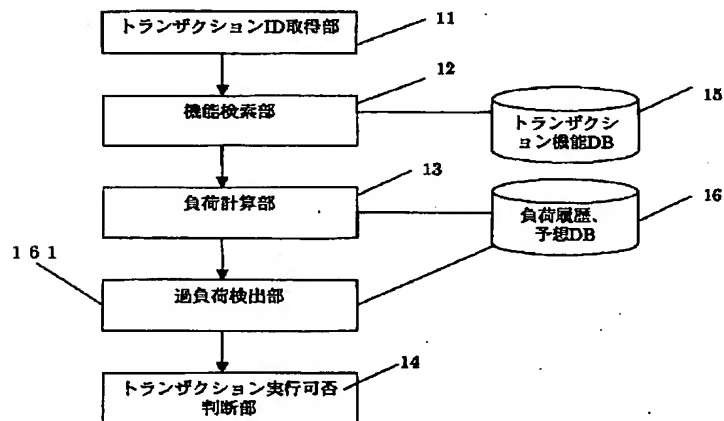 トランザクションID取得部
11
12
機能検索部
15
トランザクシ
ョン機能DB
13
負荷計算部
16
負荷履歴、
予想DB
161
過負荷検出部
14
トランザクション実行可否
判断部